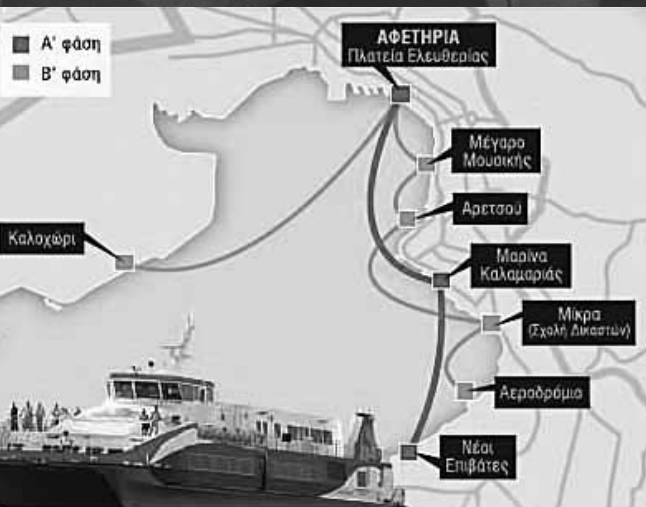 Α' φάση
Β' φάση
ΑΦΕΤΗΡΙΑ
Πλατεία Ελευθερίας
Μέγαρο
Μουσικής
Αρετσού
Καλοχώρι
Μαρίνα
Καλαμαριάς
Μίκρα
(Σχολή Δικαστών)
Αεροδρόμιο
Νέοι
Επιβάτες